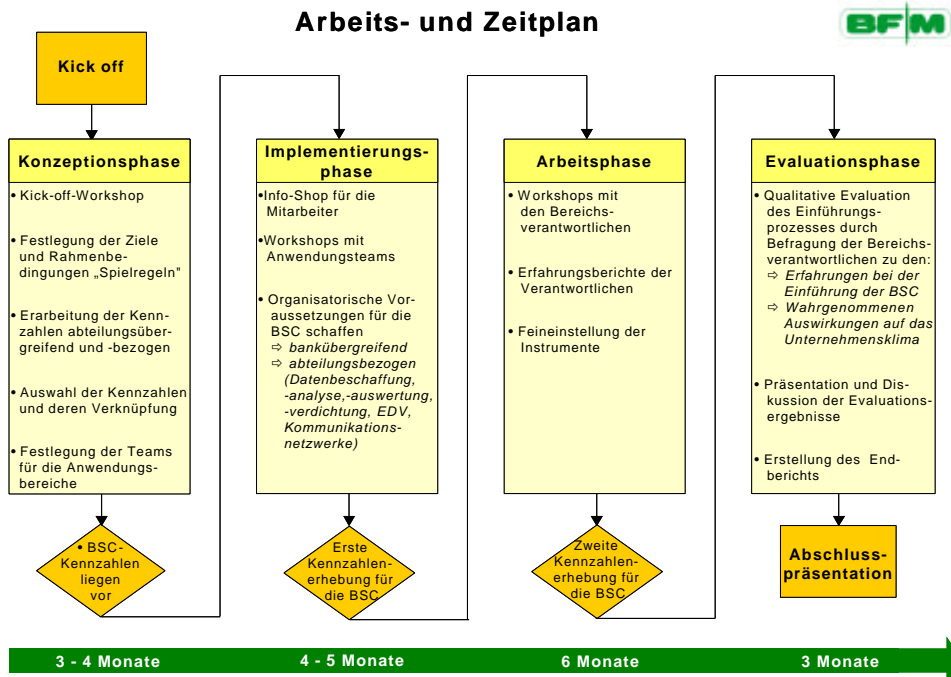 Arbeits- und Zeitplan
BFM
Kick off
Konzeptionsphase
• Kick-off-Workshop
• Festlegung der Ziele
und Rahmenbe-
dingungen „Spielregeln"
• Erarbeitung der Kenn-
zahlen abteilungsüber-
greifend und -bezogen
• Auswahl der Kennzahlen
und deren Verknüpfung
• Festlegung der Teams
für die Anwendungs-
bereiche
• BSC-
Kennzahlen
liegen
vor
Implementierungs-
phase
•Info-Shop für die
Mitarbeiter
•Workshops mit
Anwendungsteams
• Organisatorische Vor-
aussetzungen für die
BSC schaffen
⇨ bankübergreifend
⇨ abteilungsbezogen
(Datenbeschaffung,
-analyse,-auswertung,
-verdichtung, EDV,
Kommunikations-
netzwerke)
Erste
Kennzahlen-
erhebung für
die BSC
Arbeitsphase
• Workshops mit
den Bereichs-
verantwortlichen
• Erfahrungsberichte der
Verantwortlichen
• Feineinstellung der
Instrumente
Zweite
Kennzahlen-
erhebung für
die BSC
Evaluationsphase
• Qualitative Evaluation
des Einführungs-
prozesses durch
Befragung der Bereichs-
verantwortlichen zu den:
⇨ Erfahrungen bei der
Einführung der BSC
⇨ Wahrgenommenen
Auswirkungen auf das
Unternehmensklima
• Präsentation und Dis-
kussion der Evaluations-
ergebnisse
• Erstellung des End-
berichts
Abschluss-
präsentation
3 - 4 Monate
4 - 5 Monate
6 Monate
3 Monate